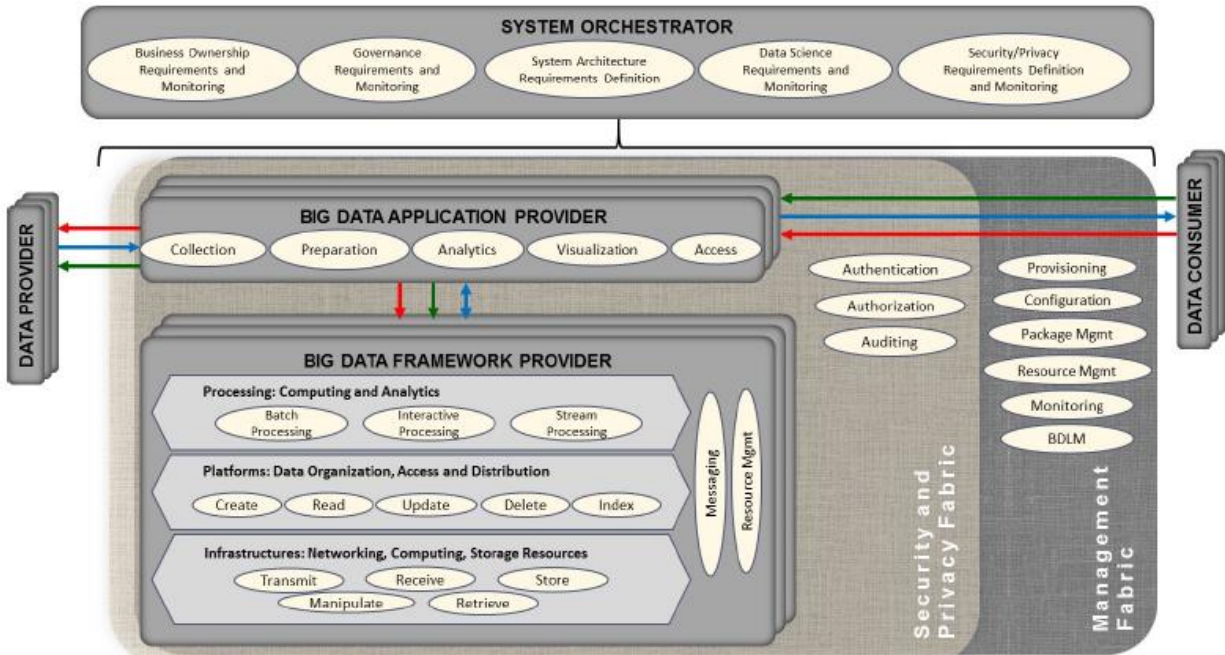 SYSTEM ORCHESTRATOR
Business Ownership
Requirements and
Monitoring
Governance
Requirements and
Monitoring
System Architecture
Requirements Definition
Data Science
Requirements and
Monitoring
Security/Privacy
Requirements Definition
and Monitoring
DATA PROVIDER
BIG DATA APPLICATION PROVIDER
Collection
Preparation
Analytics
Visualization
Access
DATA CONSUMER
BIG DATA FRAMEWORK PROVIDER
Processing: Computing and Analytics
Batch
Processing
Interactive
Processing
Stream
Processing
Platforms: Data Organization, Access and Distribution
Create
Read
Update
Delete
Index
Infrastructures: Networking, Computing, Storage Resources
Transmit
Receive
Store
Manipulate
Retrieve
Messaging
Resource Mgmt
Authentication
Authorization
Auditing
Security and
Privacy Fabric
Provisioning
Configuration
Package Mgmt
Resource Mgmt
Monitoring
BDLM
Management
Fabric